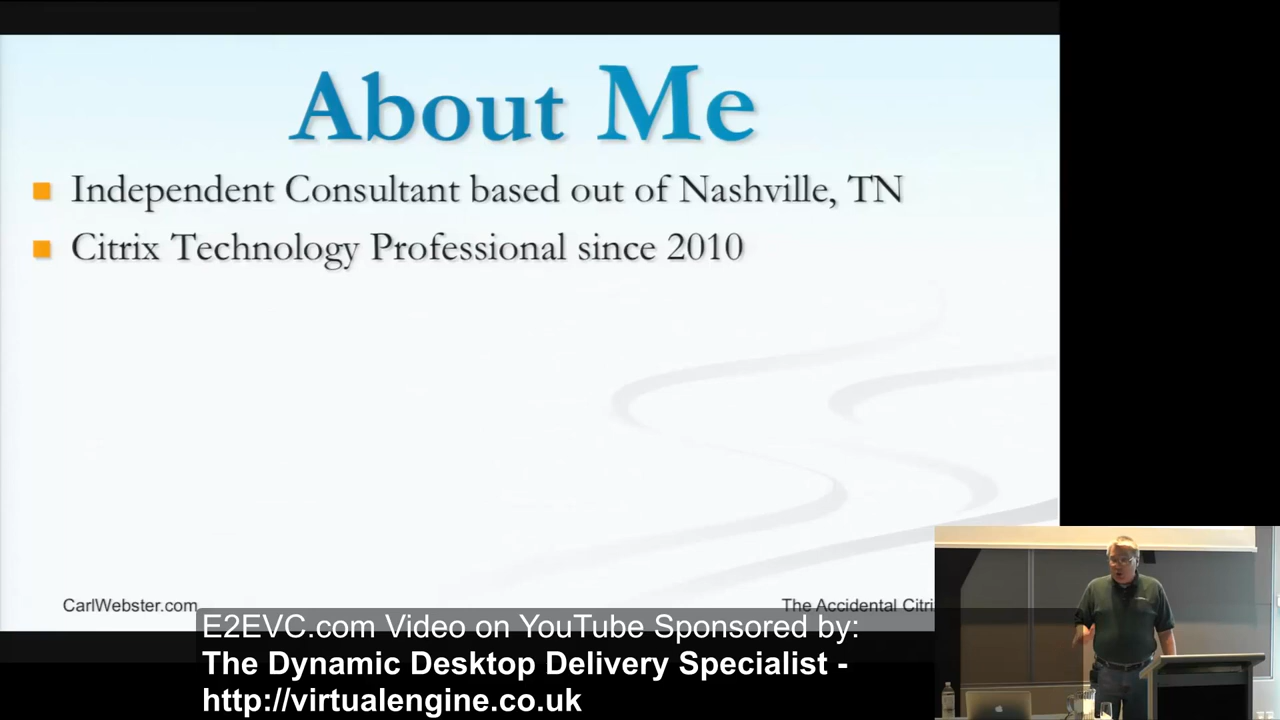 About Me
Independent Consultant based out of Nashville, TN
Citrix Technology Professional since 2010
CarlWebster.com
The Accidental Citri
E2EVC.com Video on YouTube Sponsored by:
The Dynamic Desktop Delivery Specialist -
http://virtualengine.co.uk